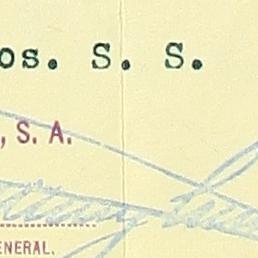 os. S. S.
, S. A.
ENERAL.